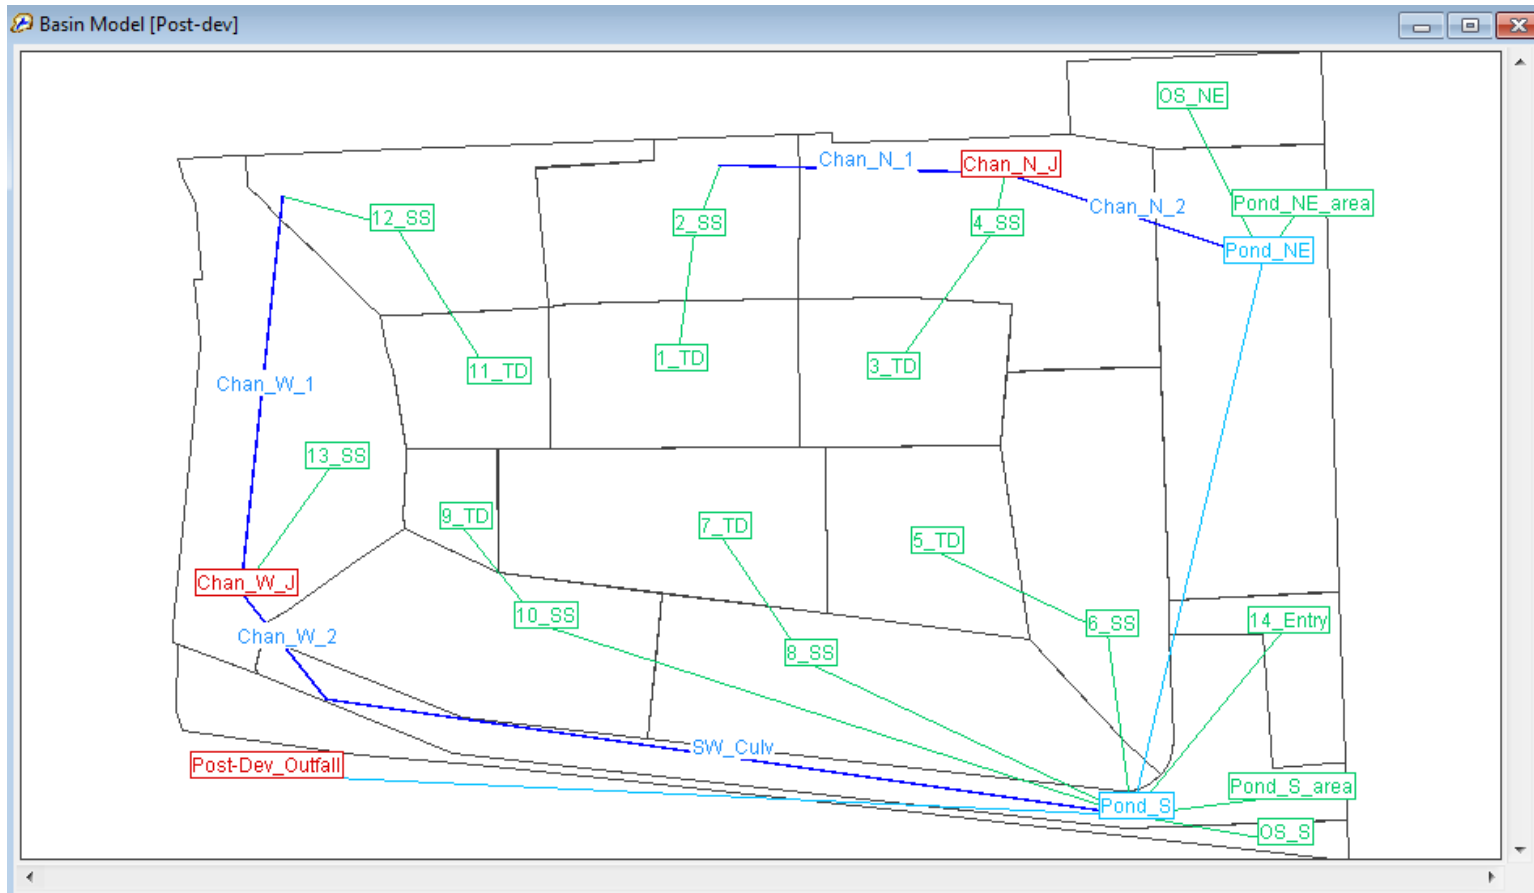 Basin Model [Post-dev]
OS_NE
Chan_N_1
Chan_N_J
Pond_NE_area
Chan_N_2
12_SS
2_SS
4_SS
Pond_NE
1_TD
3_TD
11_TD
Chan_W_1
13_SS
9_TD
7_TD
5_TD
Chan_W_J
10_SS
14_Entry
6_SS
Chan_W_2
8_SS
SW_Culv
Post-Dev_Outfall
Pond_S_area
Pond_S
OS_S